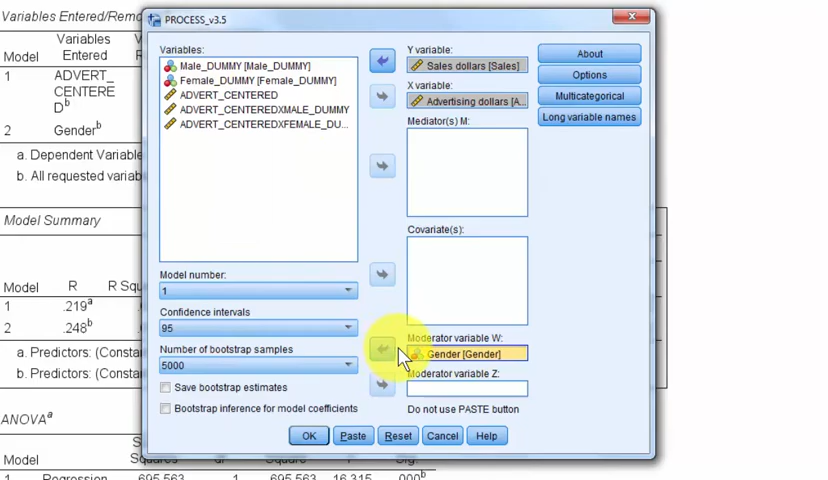 Variables Entered/Remo
Model
Variables Entered
V
R
1
ADVERT_
CENTERE
D^b
2
Gender^b
a. Dependent Variab
b. All requested variab
Model Summary
Model
R
R Squ
1
.219^a
2
.248^b
a. Predictors: (Consta
b. Predictors: (Consta
ANOVA^a
Model
S
Squares
df
Square
F
Sig.
1
Regression
695.563
1
695.563
16.315
.000^b
PROCESS_v3.5
Variables:
Male_DUMMY [Male_DUMMY]
Female_DUMMY [Female_DUMMY]
ADVERT_CENTERED
ADVERT_CENTEREDXMALE_DUMMY
ADVERT_CENTEREDXFEMALE_DU...
Model number:
1
Confidence intervals
95
Number of bootstrap samples
5000
Save bootstrap estimates
Bootstrap inference for model coefficients
Y variable:
Sales dollars [Sales]
X variable:
Advertising dollars [A...
Mediator(s) M:
Covariate(s):
Moderator variable W:
Gender [Gender]
Moderator variable Z:
Do not use PASTE button
About
Options
Multicategorical
Long variable names
OK
Paste
Reset
Cancel
Help